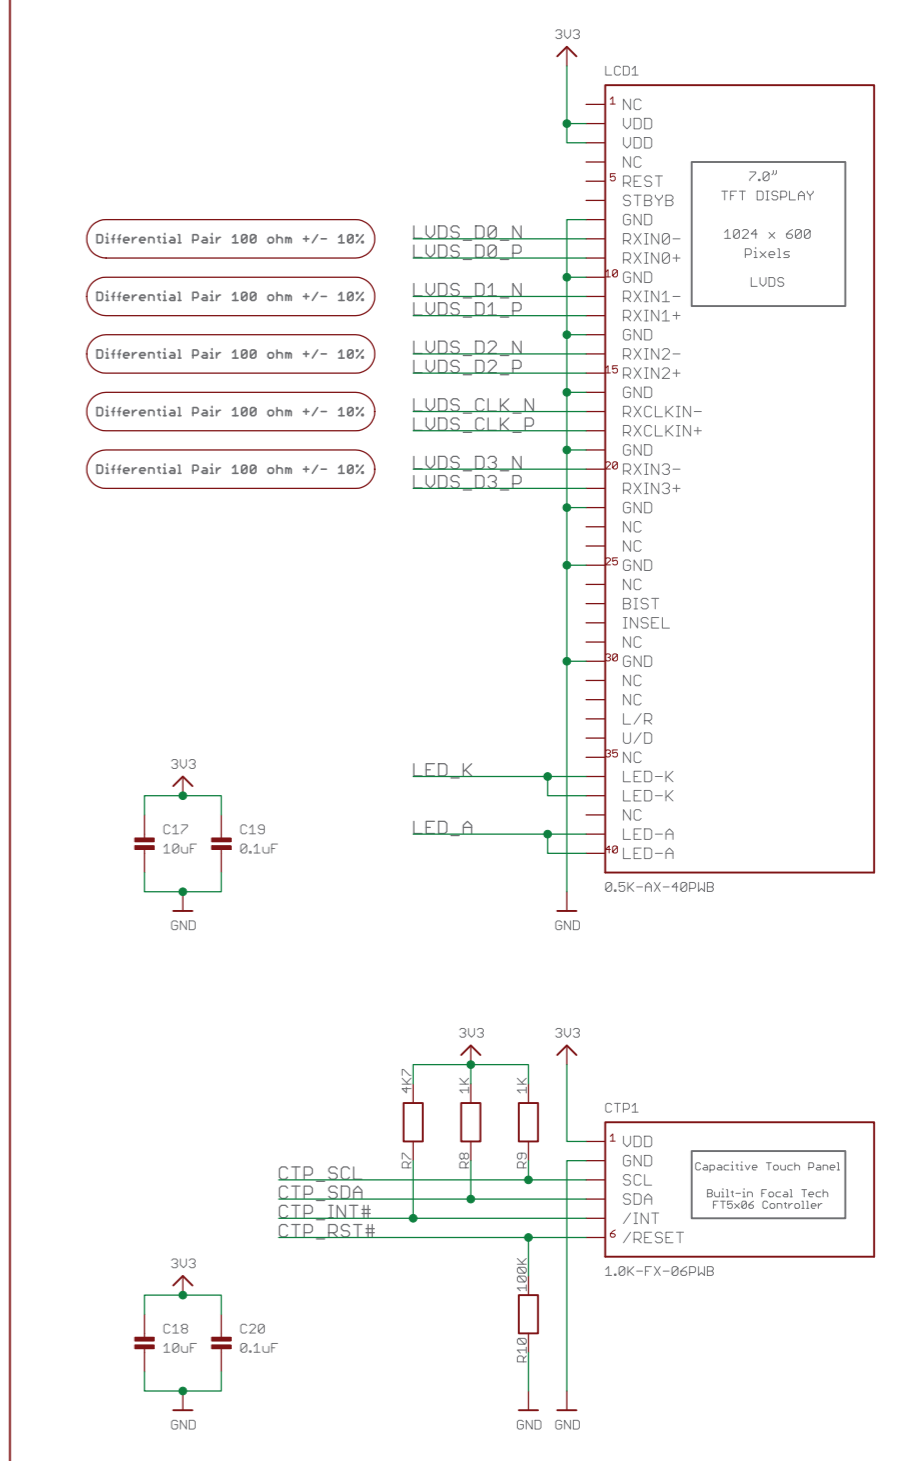 3V3
LCD1
1 NC
VDD
VDD
NC
5 REST
STBYB
GND
RXIN0-
RXIN0+
10 GND
RXIN1-
RXIN1+
GND
RXIN2-
15 RXIN2+
GND
RXCLKIN-
RXCLKIN+
GND
20 RXIN3-
RXIN3+
GND
NC
NC
25 GND
NC
BIST
INSEL
NC
30 GND
NC
NC
L/R
U/D
35 NC
LED-K
LED-K
NC
LED-A
40 LED-A
0.5K-AX-40PWB
7.0"
TFT DISPLAY
1024 x 600
Pixels
LVDS
Differential Pair 100 ohm +/- 10%
LVDS_D0_N
LVDS_D0_P
Differential Pair 100 ohm +/- 10%
LVDS_D1_N
LVDS_D1_P
Differential Pair 100 ohm +/- 10%
LVDS_D2_N
LVDS_D2_P
Differential Pair 100 ohm +/- 10%
LVDS_CLK_N
LVDS_CLK_P
Differential Pair 100 ohm +/- 10%
LVDS_D3_N
LVDS_D3_P
LED_K
LED_A
GND
3V3
C17
10uF
C19
0.1uF
GND
3V3
3V3
4K7
R7
1K
R8
1K
R9
CTP_SCL
CTP_SDA
CTP_INT#
CTP_RST#
CTP1
1 VDD
GND
SCL
SDA
/INT
6 /RESET
1.0K-FX-06PWB
Capacitive Touch Panel
Built-in Focal Tech
FT5x06 Controller
100K
R10
GND
GND
3V3
C18
10uF
C20
0.1uF
GND